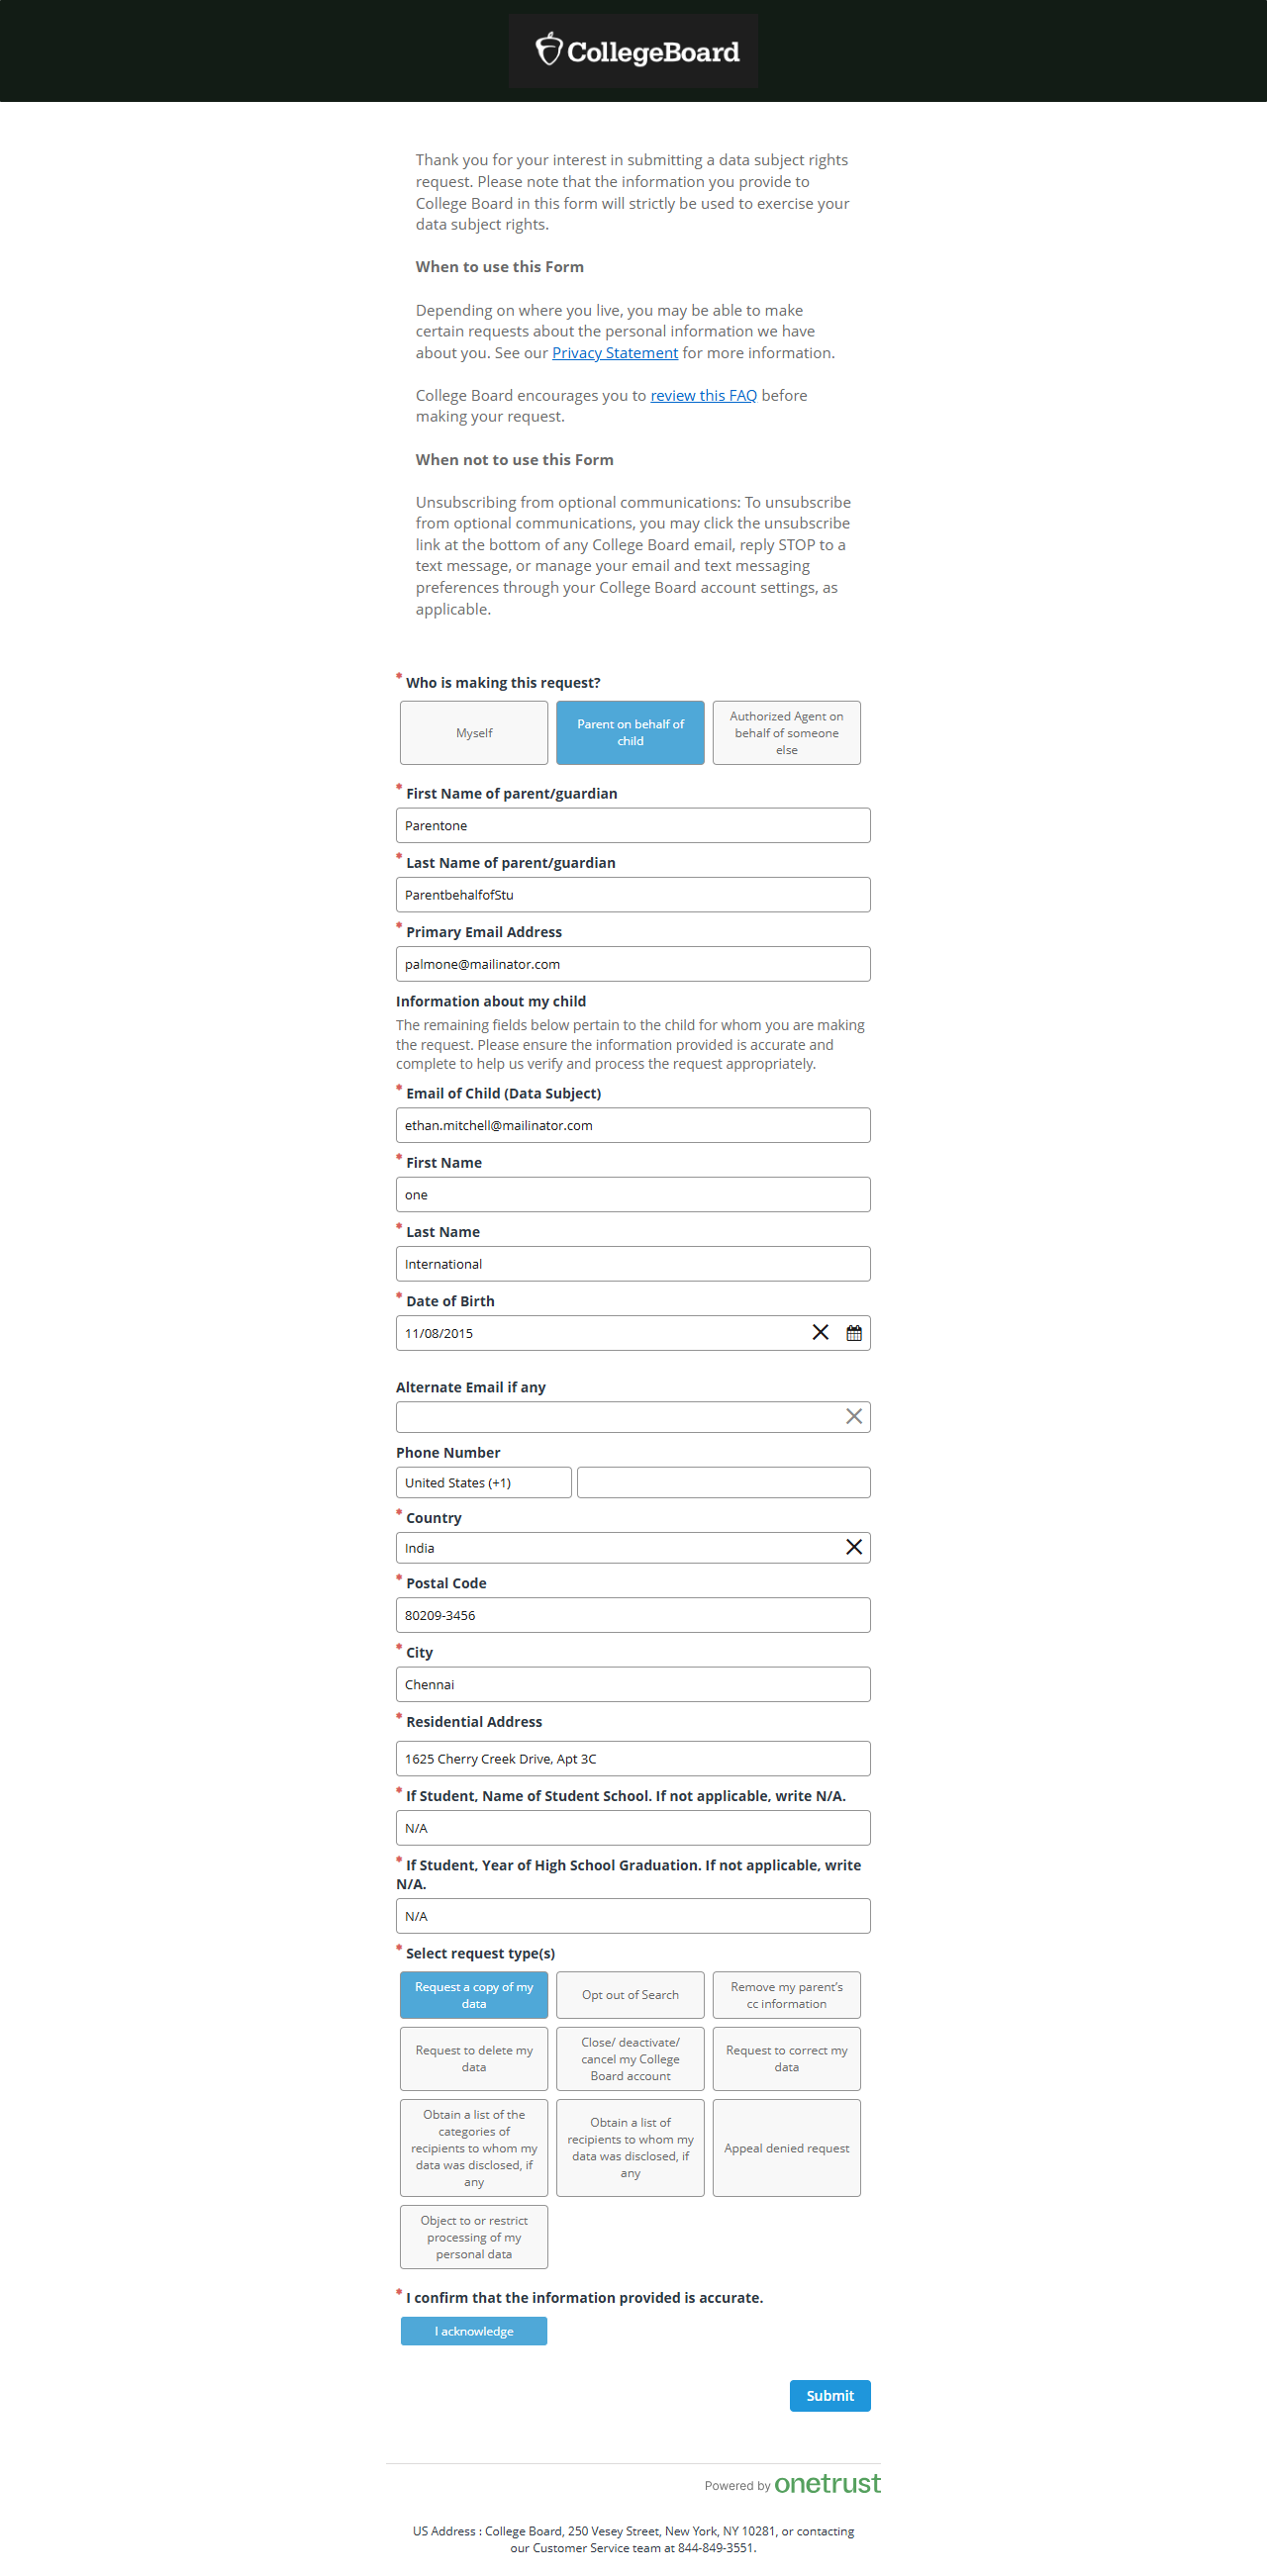 CollegeBoard
Thank you for your interest in submitting a data subject rights
request. Please note that the information you provide to
College Board in this form will strictly be used to exercise your
data subject rights.
When to use this Form
Depending on where you live, you may be able to make
certain requests about the personal information we have
about you. See our Privacy Statement for more information.
College Board encourages you to review this FAQ before
making your request.
When not to use this Form
Unsubscribing from optional communications: To unsubscribe
from optional communications, you may click the unsubscribe
link at the bottom of any College Board email, reply STOP to a
text message, or manage your email and text messaging
preferences through your College Board account settings, as
applicable.
* Who is making this request?
Myself
Parent on behalf of
child
Authorized Agent on
behalf of someone
else
* First Name of parent/guardian
Parentone
* Last Name of parent/guardian
ParentbehalfofStu
* Primary Email Address
palmone@mailinator.com
Information about my child
The remaining fields below pertain to the child for whom you are making
the request. Please ensure the information provided is accurate and
complete to help us verify and process the request appropriately.
* Email of Child (Data Subject)
ethan.mitchell@mailinator.com
* First Name
one
* Last Name
International
* Date of Birth
11/08/2015
Alternate Email if any
Phone Number
United States (+1)
* Country
India
* Postal Code
80209-3456
* City
Chennai
* Residential Address
1625 Cherry Creek Drive, Apt 3C
* If Student, Name of Student School. If not applicable, write N/A.
N/A
* If Student, Year of High School Graduation. If not applicable, write
N/A.
N/A
* Select request type(s)
Request a copy of my
data
Opt out of Search
Remove my parent's
cc information
Request to delete my
data
Close/ deactivate/
cancel my College
Board account
Request to correct my
data
Obtain a list of the
categories of
recipients to whom my
data was disclosed, if
any
Obtain a list of
recipients to whom my
data was disclosed, if
any
Appeal denied request
Object to or restrict
processing of my
personal data
* I confirm that the information provided is accurate.
I acknowledge
Submit
Powered by onetrust
US Address : College Board, 250 Vesey Street, New York, NY 10281, or contacting
our Customer Service team at 844-849-3551.